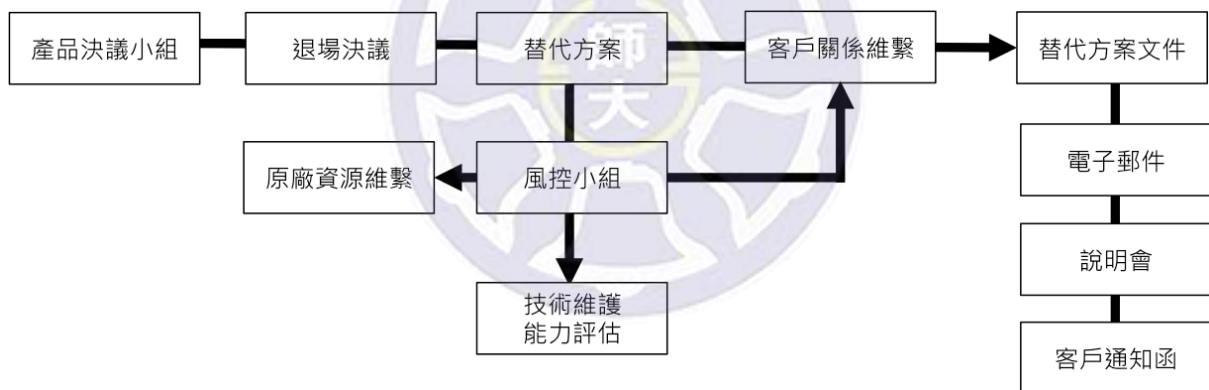 產品決議小組
退場決議
替代方案
客戶關係維繫
替代方案文件
師
大
原廠資源維繫
風控小組
電子郵件
說明會
技術維護
能力評估
客戶通知函